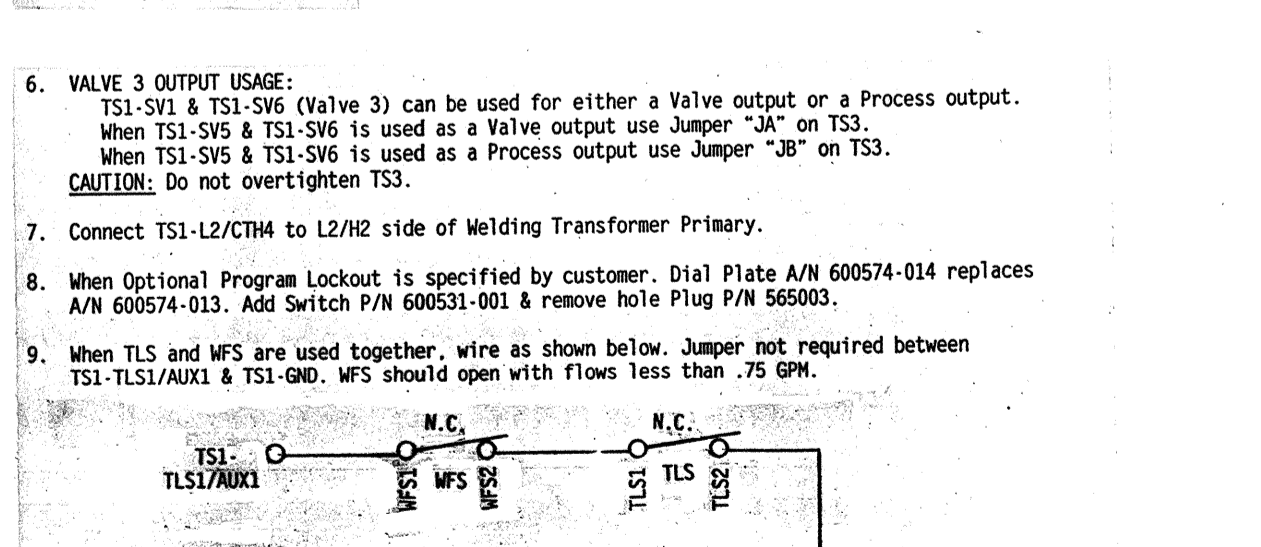 6. VALVE 3 OUTPUT USAGE:
TS1-SV1 & TS1-SV6 (Valve 3) can be used for either a Valve output or a Process output.
When TS1-SV5 & TS1-SV6 is used as a Valve output use Jumper "JA" on TS3.
When TS1-SV5 & TS1-SV6 is used as a Process output use Jumper "JB" on TS3.
CAUTION: Do not overtighten TS3.
7. Connect TS1-L2/CTH4 to L2/H2 side of Welding Transformer Primary.
8. When Optional Program Lockout is specified by customer. Dial Plate A/N 600574-014 replaces
A/N 600574-013. Add Switch P/N 600531-001 & remove hole Plug P/N 565003.
9. When TLS and WFS are used together, wire as shown below. Jumper not required between
TS1-TLS1/AUX1 & TS1-GND. WFS should open with flows less than .75 GPM.
N.C. N.C.
TS1-
TLS1/AUX1
WFS1 WFS WFS2 TLS1 TLS TLS2